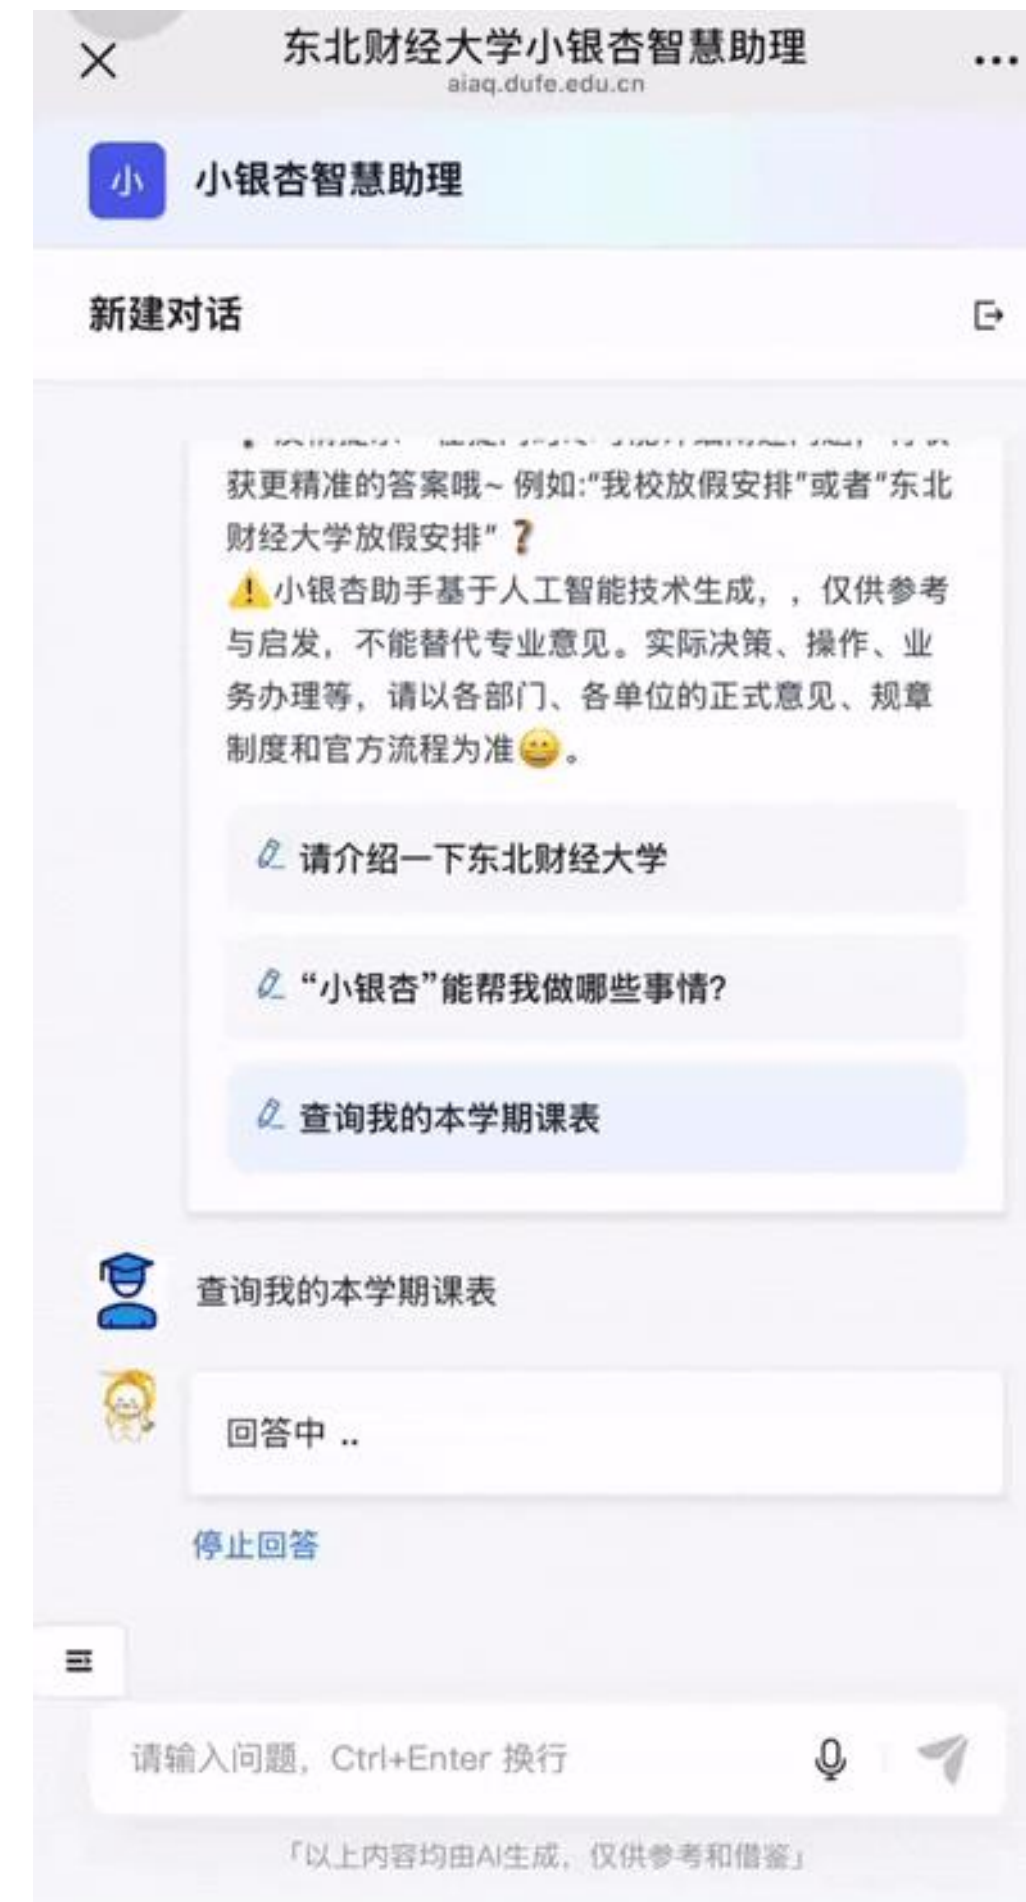 东北财经大学小银杏智慧助理
aiaq.dufe.edu.cn
小
小银杏智慧助理
新建对话
获更精准的答案哦~ 例如:“我校放假安排”或者“东北
财经大学放假安排”❓
⚠️小银杏助手基于人工智能技术生成，，仅供参考
与启发，不能替代专业意见。实际决策、操作、业
务办理等，请以各部门、各单位的正式意见、规章
制度和官方流程为准😄。
请介绍一下东北财经大学
“小银杏”能帮我做哪些事情?
查询我的本学期课表
查询我的本学期课表
回答中 ..
停止回答
请输入问题，Ctrl+Enter 换行
「以上内容均由AI生成，仅供参考和借鉴」